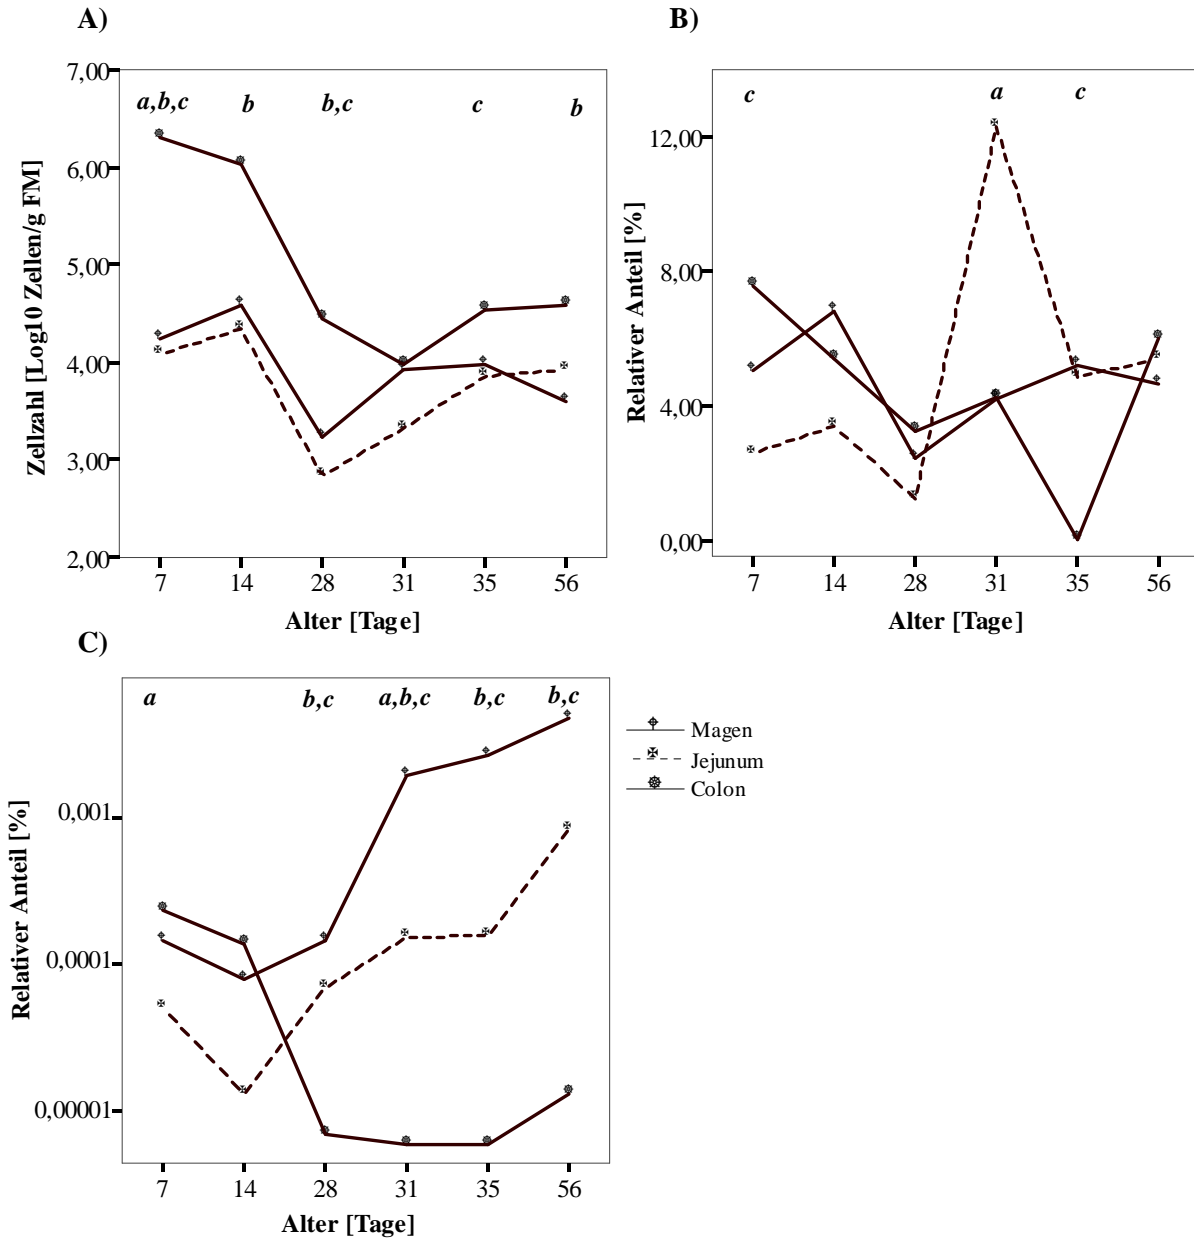 A)
7,00
6,00
5,00
4,00
3,00
2,00
Zellzahl [Log10 Zellen/g FM]
a,b,c b b,c c b
7 14 28 31 35 56
Alter [Tage]
B)
12,00
8,00
4,00
0,00
Relativer Anteil [%]
c a c
7 14 28 31 35 56
Alter [Tage]
C)
0,001
0,0001
0,00001
Relativer Anteil [%]
a b,c a,b,c b,c b,c
7 14 28 31 35 56
Alter [Tage]
Magen
Jejunum
Colon